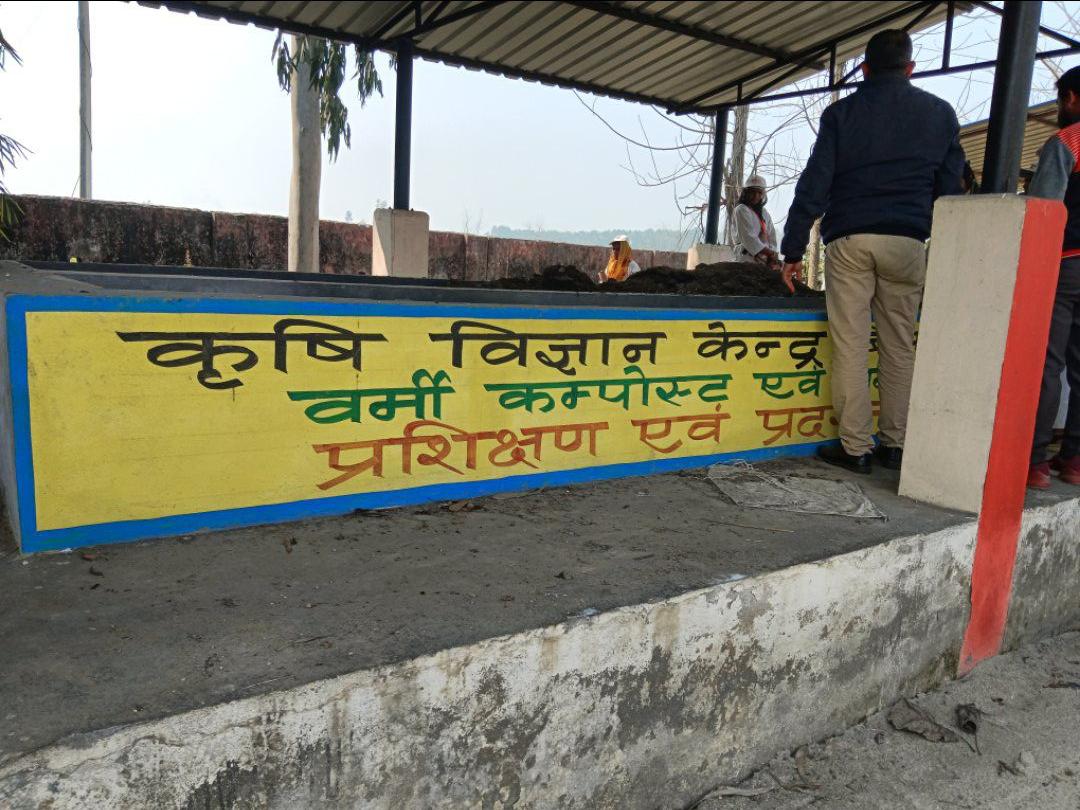 कृषि विज्ञान केन्द्र
वर्मी कम्पोस्ट एवं
प्रशिक्षण एवं